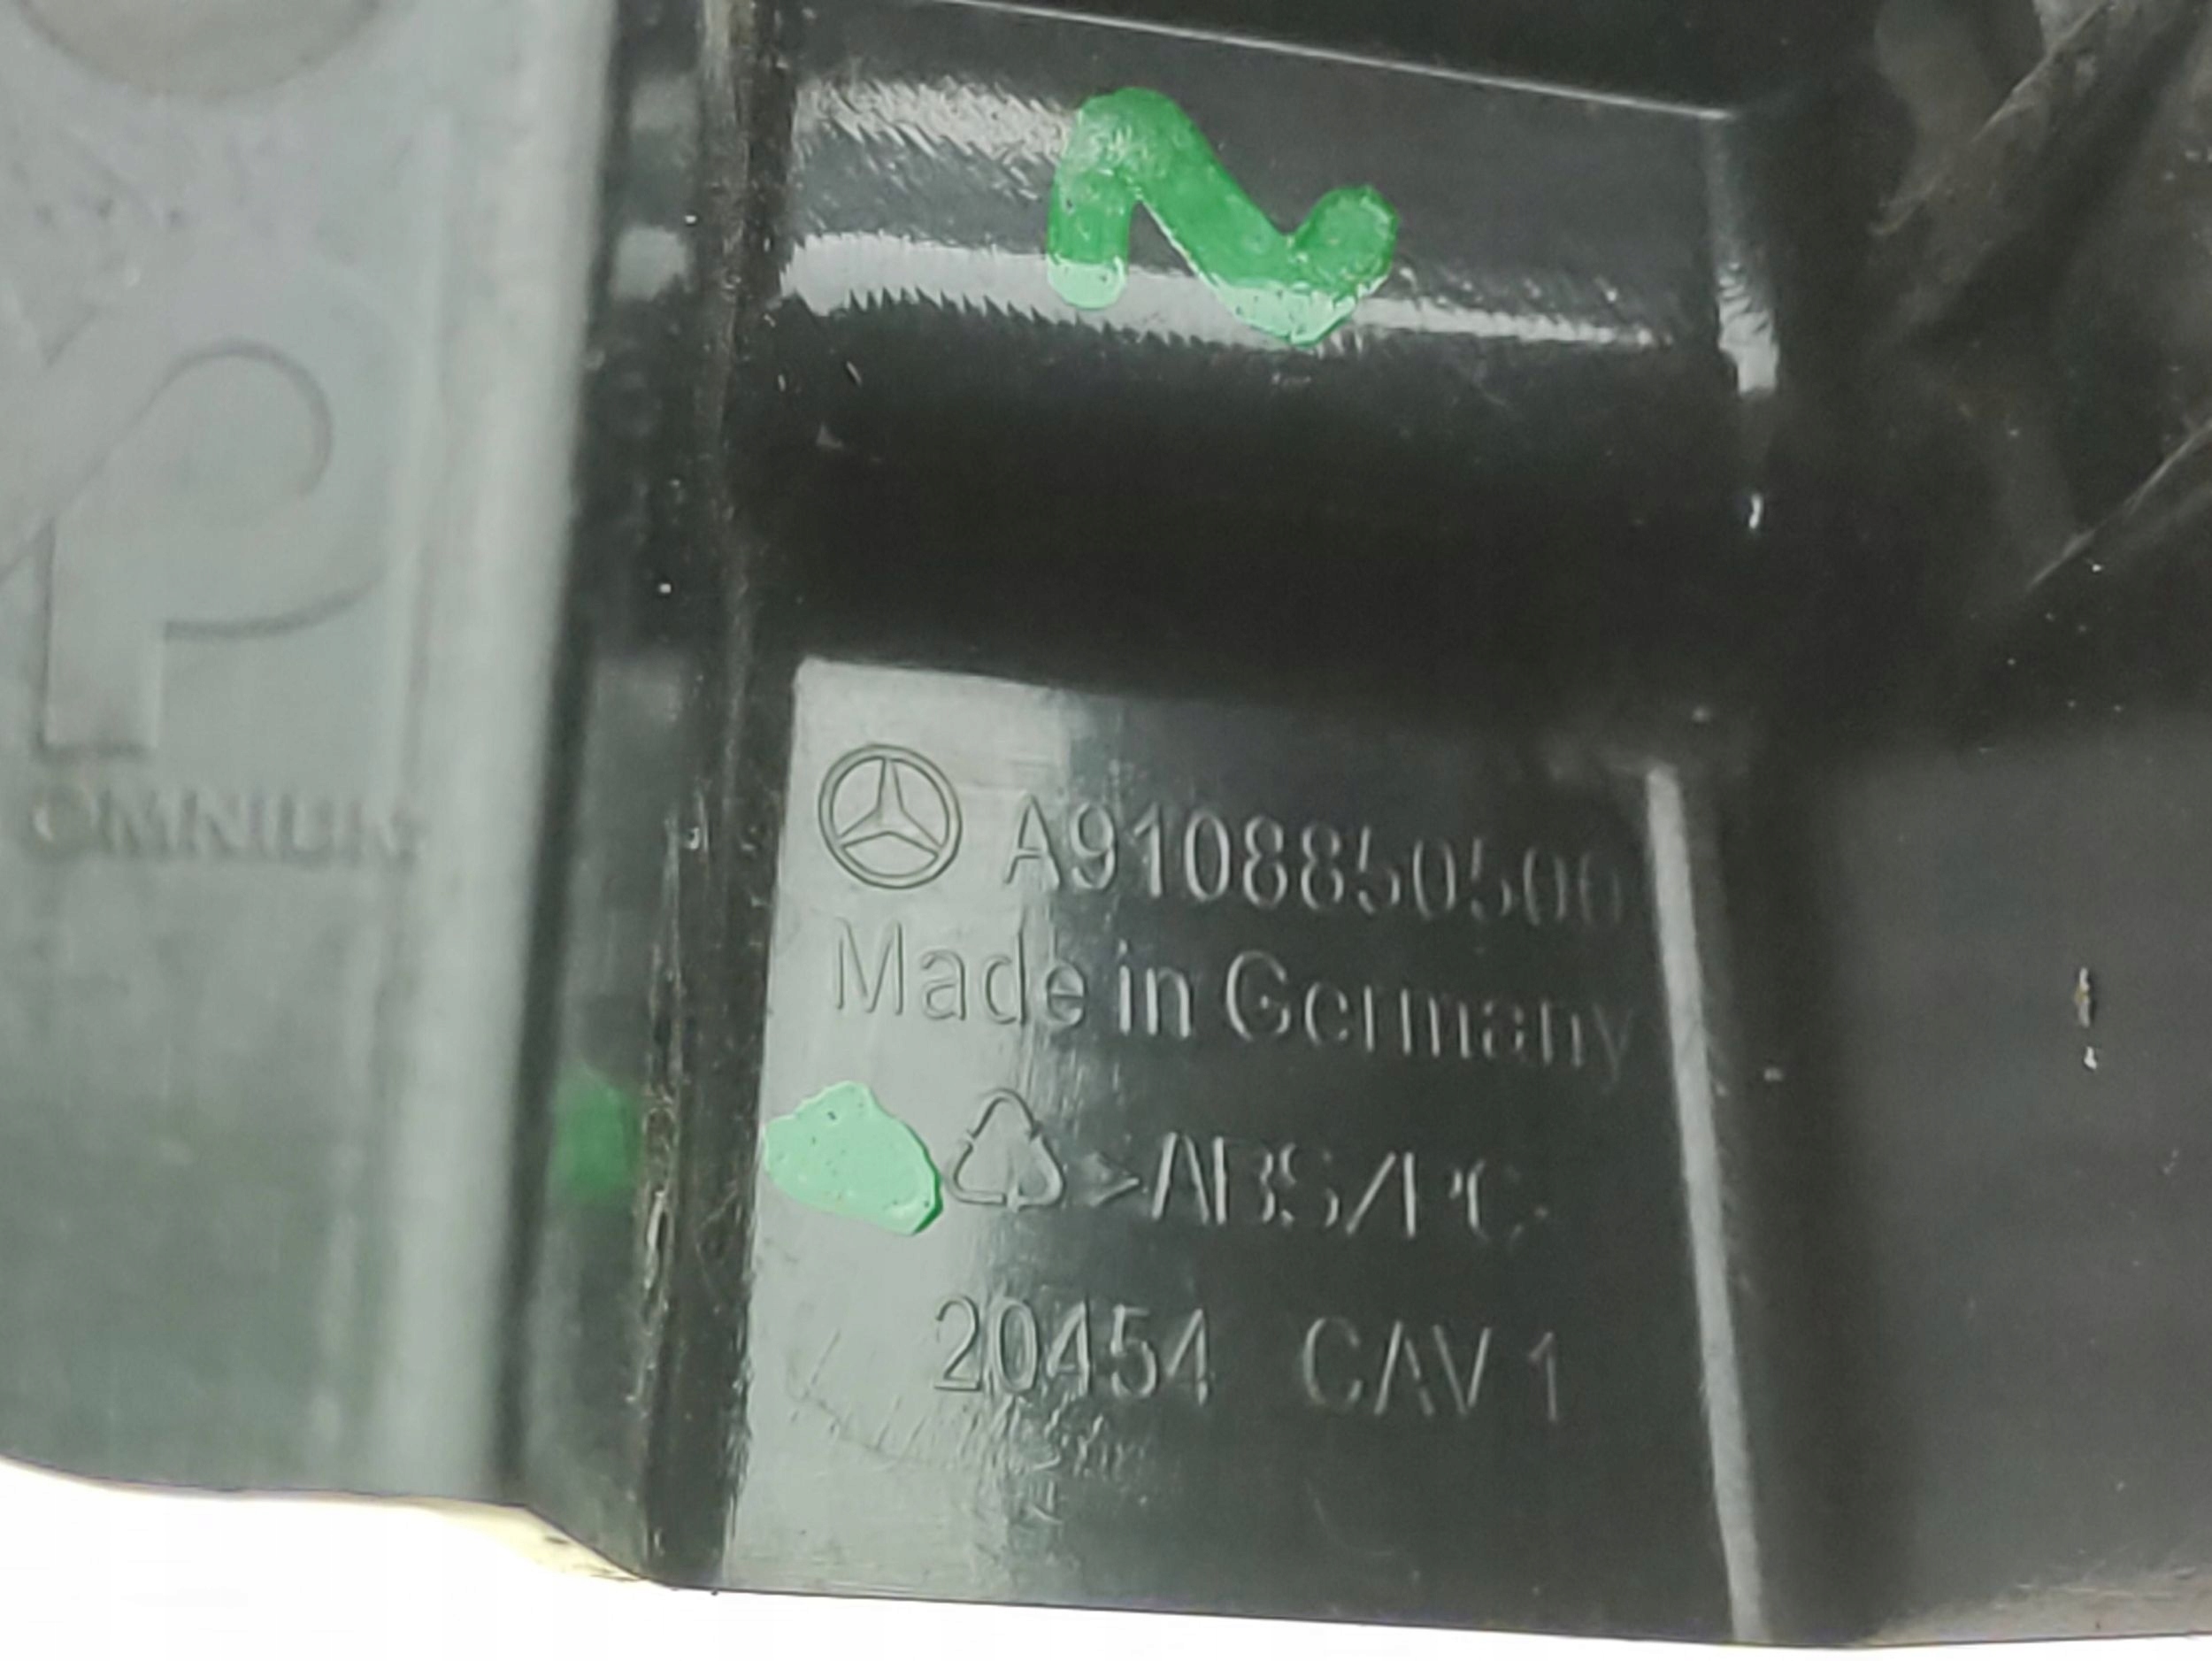 OMNIUM
A9108850500
Made in Germany
>ABS/PC<
20454 CAV 1